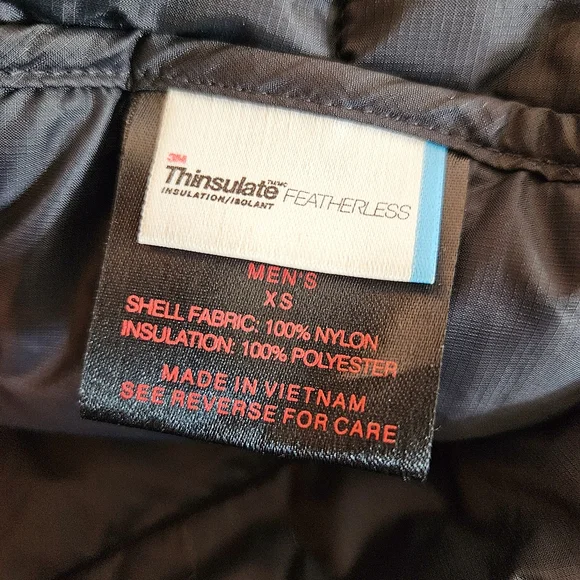 3M
Thinsulate™MC FEATHERLESS
INSULATION/ISOLANT
MEN'S
XS
SHELL FABRIC: 100% NYLON
INSULATION: 100% POLYESTER
MADE IN VIETNAM
SEE REVERSE FOR CARE